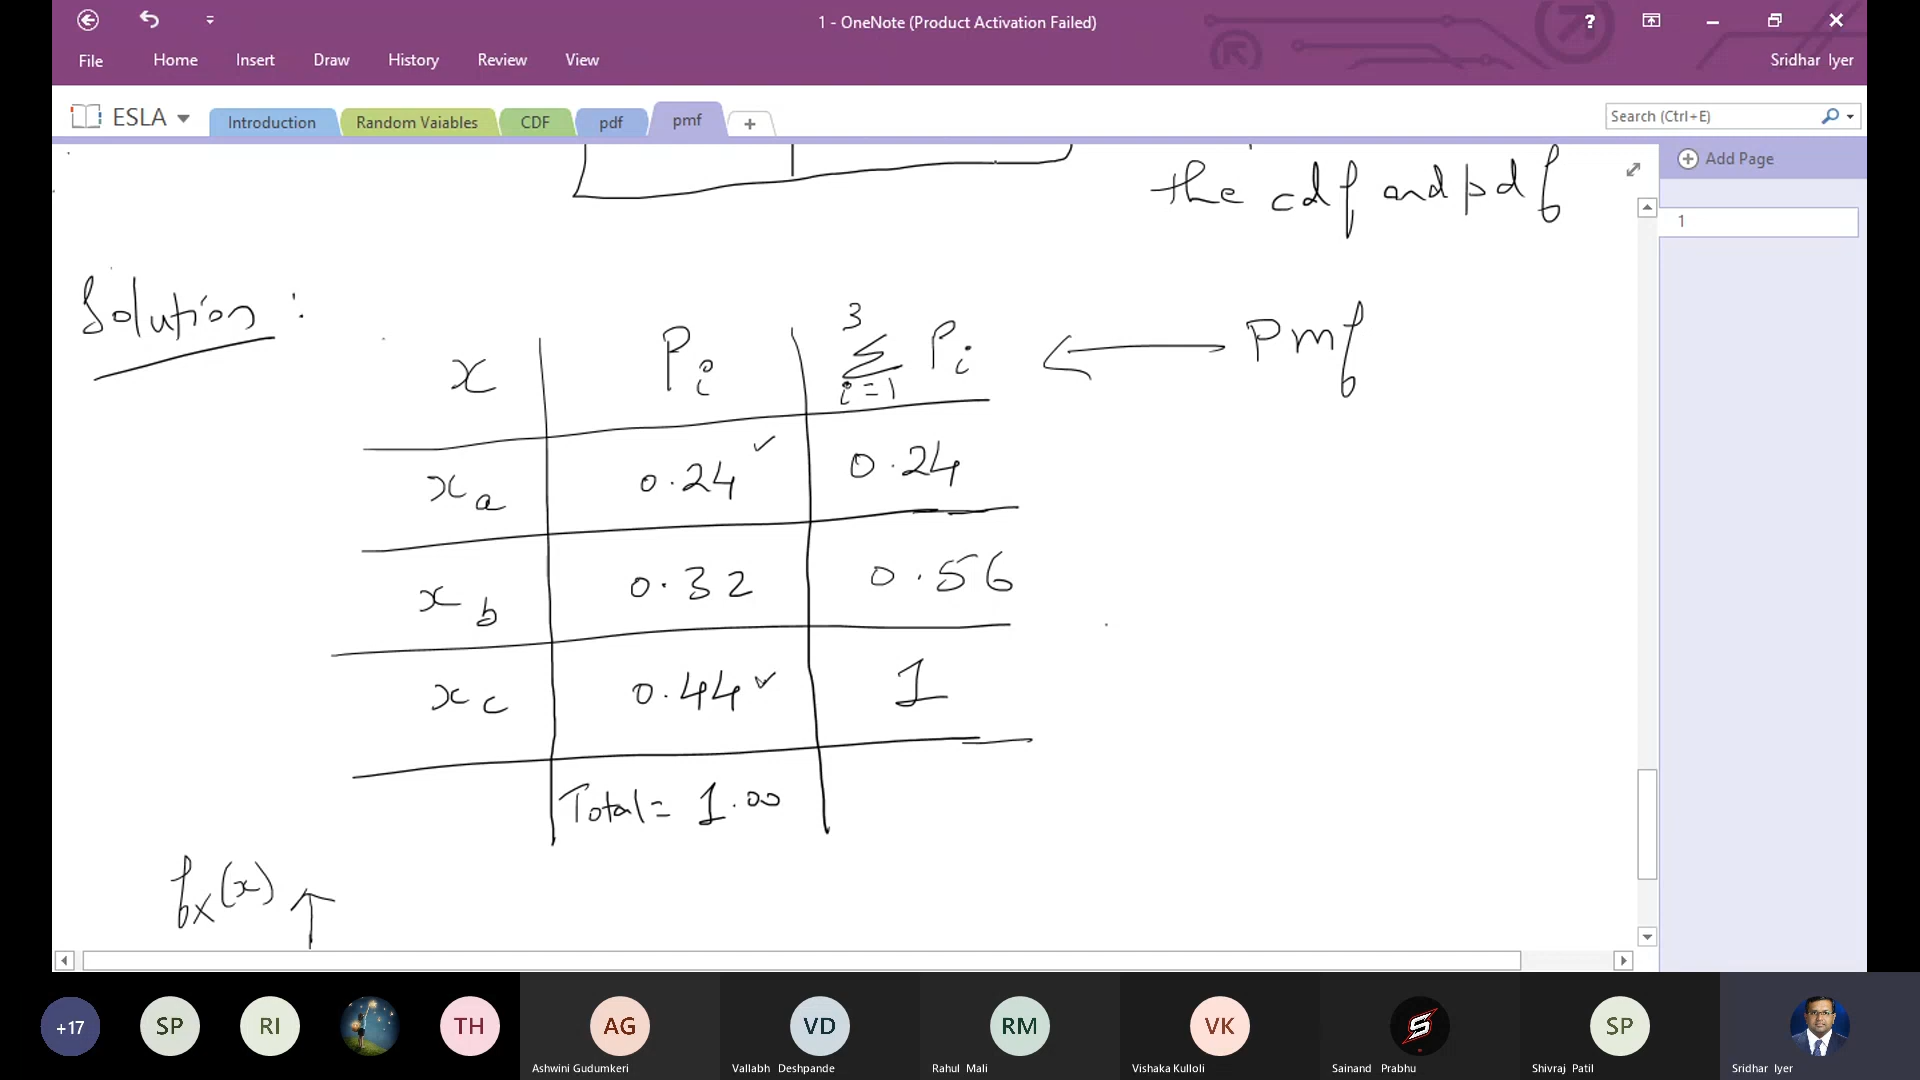 1 - OneNote (Product Activation Failed)
?
File Home Insert Draw History Review View
Sridhar Iyer
ESLA
Introduction Random Vaiables CDF pdf pmf +
Search (Ctrl+E)
Add Page
1
the cdf and pdf
Solution :
x Pi 3 Σ i=1 Pi ← Pmf
xa 0.24 ✓ 0.24
xb 0.32 0.56
xc 0.44 ✓ 1
Total = 1.00
fx(x) ↑
+17 SP RI TH AG VD RM VK S SP
Ashwini Gudumkeri Vallabh Deshpande Rahul Mali Vishaka Kulloli Sainand Prabhu Shivraj Patil Sridhar Iyer